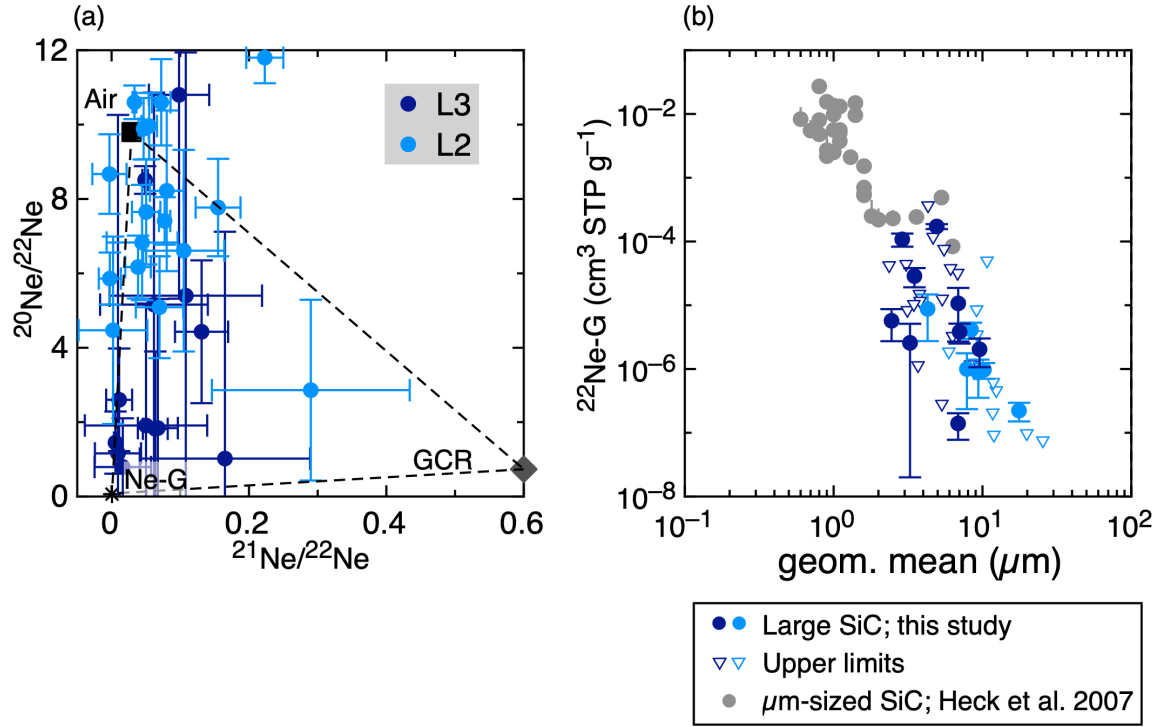 (a)
12
8
4
0
²⁰Ne/²²Ne
Air
L3
L2
GCR
Ne-G
0 0.2 0.4 0.6
²¹Ne/²²Ne
(b)
10⁻²
10⁻⁴
10⁻⁶
10⁻⁸
²²Ne-G (cm³ STP g⁻¹)
10⁻¹ 10⁰ 10¹ 10²
geom. mean (μm)
Large SiC; this study
Upper limits
μm-sized SiC; Heck et al. 2007